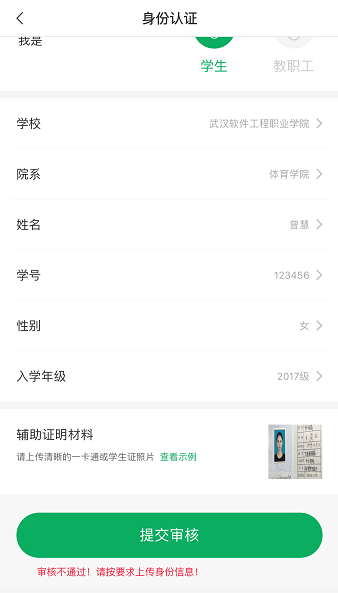 身份认证
我是
学生
教职工
学校 武汉软件工程职业学院
院系 体育学院
姓名 曾慧
学号 123456
性别 女
入学年级 2017级
辅助证明材料
请上传清晰的一卡通或学生证照片 查看示例
提交审核
审核不通过！请按要求上传身份信息！